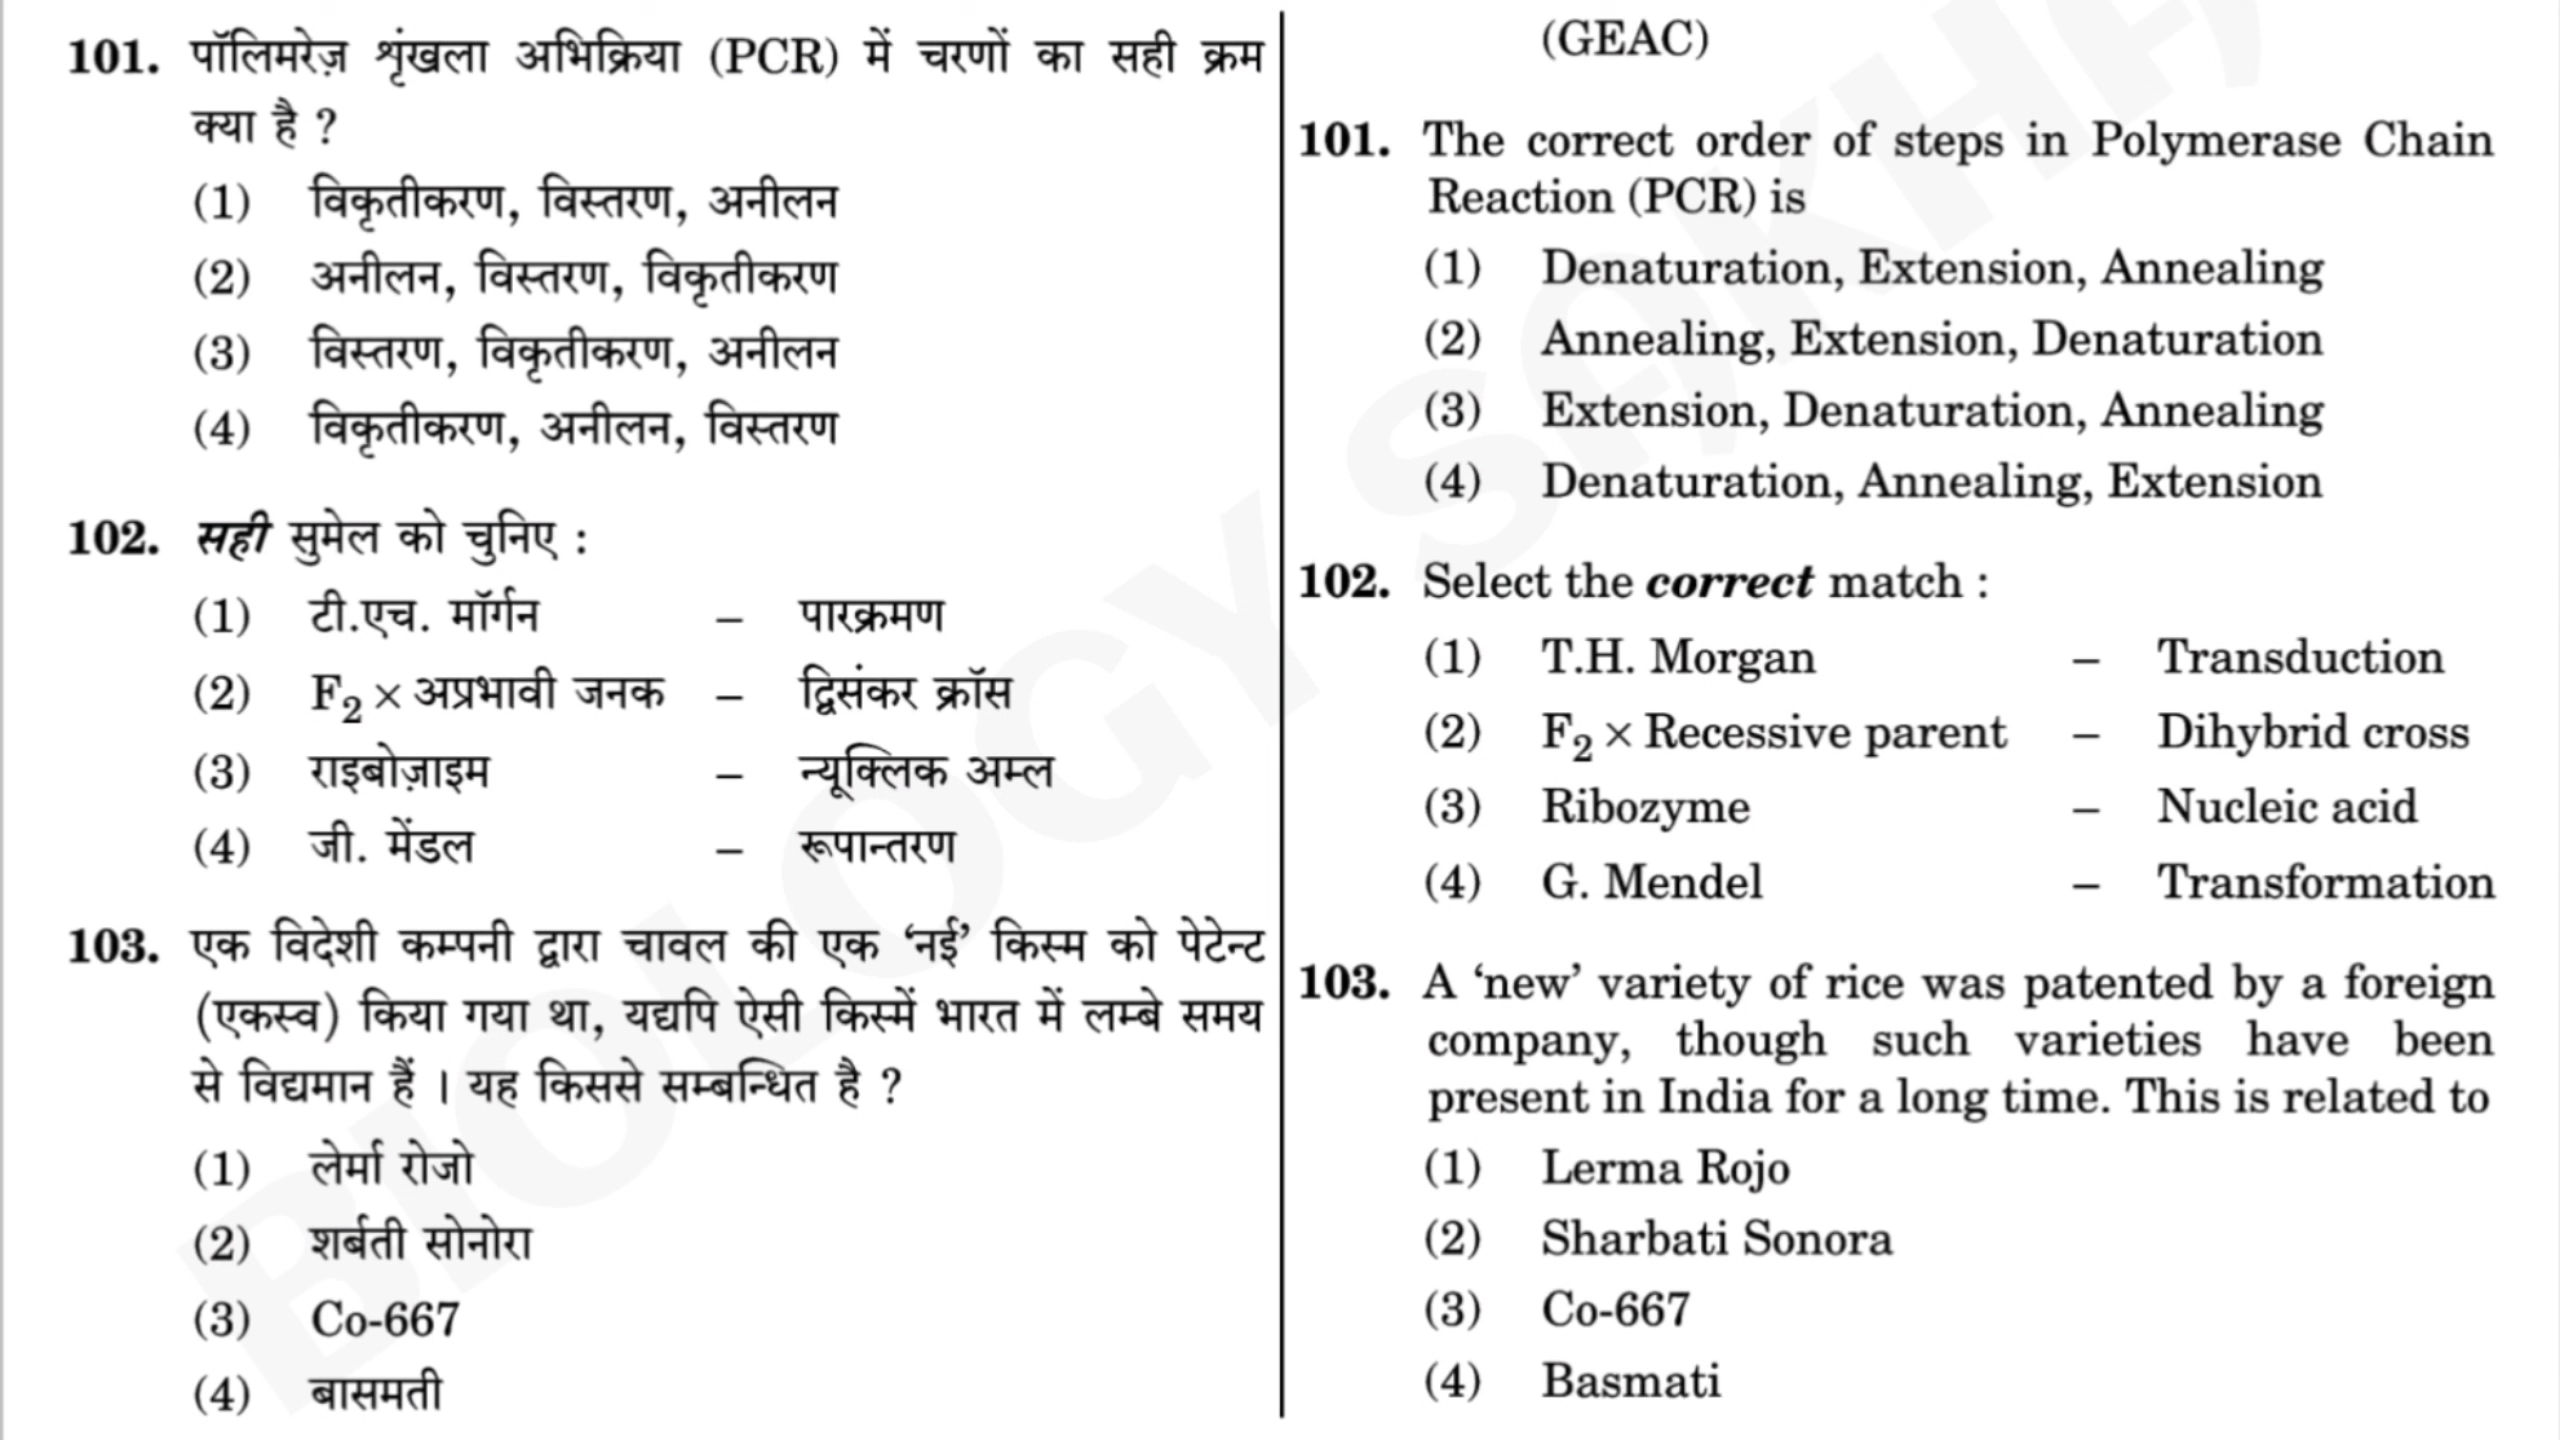 101. पॉलिमरेज़ शृंखला अभिक्रिया (PCR) में चरणों का सही क्रम
क्या है ?
(1) विकृतीकरण, विस्तरण, अनीलन
(2) अनीलन, विस्तरण, विकृतीकरण
(3) विस्तरण, विकृतीकरण, अनीलन
(4) विकृतीकरण, अनीलन, विस्तरण
102. सही सुमेल को चुनिए :
(1) टी.एच. मॉर्गन – पारक्रमण
(2) F₂ × अप्रभावी जनक – द्विसंकर क्रॉस
(3) राइबोज़ाइम – न्यूक्लिक अम्ल
(4) जी. मेंडल – रूपान्तरण
103. एक विदेशी कम्पनी द्वारा चावल की एक ‘नई’ किस्म को पेटेन्ट
(एकस्व) किया गया था, यद्यपि ऐसी किस्में भारत में लम्बे समय
से विद्यमान हैं । यह किससे सम्बन्धित है ?
(1) लेर्मा रोजो
(2) शर्बती सोनोरा
(3) Co-667
(4) बासमती
(GEAC)
101. The correct order of steps in Polymerase Chain
Reaction (PCR) is
(1) Denaturation, Extension, Annealing
(2) Annealing, Extension, Denaturation
(3) Extension, Denaturation, Annealing
(4) Denaturation, Annealing, Extension
102. Select the correct match :
(1) T.H. Morgan – Transduction
(2) F₂ × Recessive parent – Dihybrid cross
(3) Ribozyme – Nucleic acid
(4) G. Mendel – Transformation
103. A ‘new’ variety of rice was patented by a foreign
company, though such varieties have been
present in India for a long time. This is related to
(1) Lerma Rojo
(2) Sharbati Sonora
(3) Co-667
(4) Basmati
BIOLOGY SAKHA